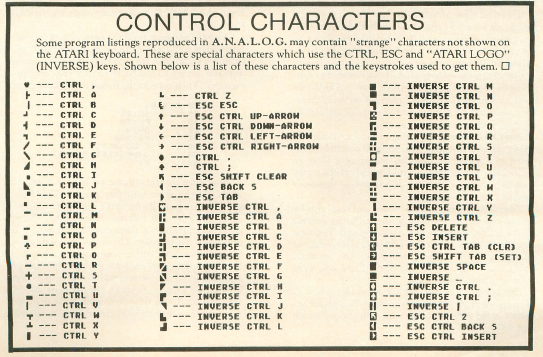 CONTROL CHARACTERS
Some program listings reproduced in A.N.A.L.O.G. may contain "strange" characters not shown on
the ATARI keyboard. These are special characters which use the CTRL, ESC and "ATARI LOGO"
(INVERSE) keys. Shown below is a list of these characters and the keystrokes used to get them. □
♥ --- CTRL ,
├ --- CTRL A
--- CTRL B
┘ --- CTRL C
┤ --- CTRL D
┐ --- CTRL E
╱ --- CTRL F
╲ --- CTRL G
◢ --- CTRL H
▗ --- CTRL I
◣ --- CTRL J
▝ --- CTRL K
▘ --- CTRL L
--- CTRL M
--- CTRL N
▖ --- CTRL O
♣ --- CTRL P
┌ --- CTRL Q
─ --- CTRL R
┼ --- CTRL S
● --- CTRL T
▄ --- CTRL U
--- CTRL V
┬ --- CTRL W
┴ --- CTRL X
▌ --- CTRL Y
└ --- CTRL Z
--- ESC ESC
↑ --- ESC CTRL UP-ARROW
↓ --- ESC CTRL DOWN-ARROW
← --- ESC CTRL LEFT-ARROW
→ --- ESC CTRL RIGHT-ARROW
◆ --- CTRL .
♠ --- CTRL ;
--- ESC SHIFT CLEAR
◀ --- ESC BACK S
▶ --- ESC TAB
--- INVERSE CTRL ,
--- INVERSE CTRL A
--- INVERSE CTRL B
--- INVERSE CTRL C
--- INVERSE CTRL D
--- INVERSE CTRL E
--- INVERSE CTRL F
--- INVERSE CTRL G
--- INVERSE CTRL H
--- INVERSE CTRL I
--- INVERSE CTRL J
--- INVERSE CTRL K
--- INVERSE CTRL L
--- INVERSE CTRL M
--- INVERSE CTRL N
--- INVERSE CTRL O
--- INVERSE CTRL P
--- INVERSE CTRL Q
--- INVERSE CTRL R
--- INVERSE CTRL S
--- INVERSE CTRL T
--- INVERSE CTRL U
--- INVERSE CTRL V
--- INVERSE CTRL W
--- INVERSE CTRL X
--- INVERSE CTRL Y
--- INVERSE CTRL Z
--- ESC DELETE
--- ESC INSERT
--- ESC CTRL TAB (CLR)
--- ESC SHIFT TAB (SET)
--- INVERSE SPACE
--- INVERSE _
--- INVERSE CTRL .
--- INVERSE CTRL ;
--- INVERSE |
--- ESC CTRL 2
--- ESC CTRL BACK S
--- ESC CTRL INSERT